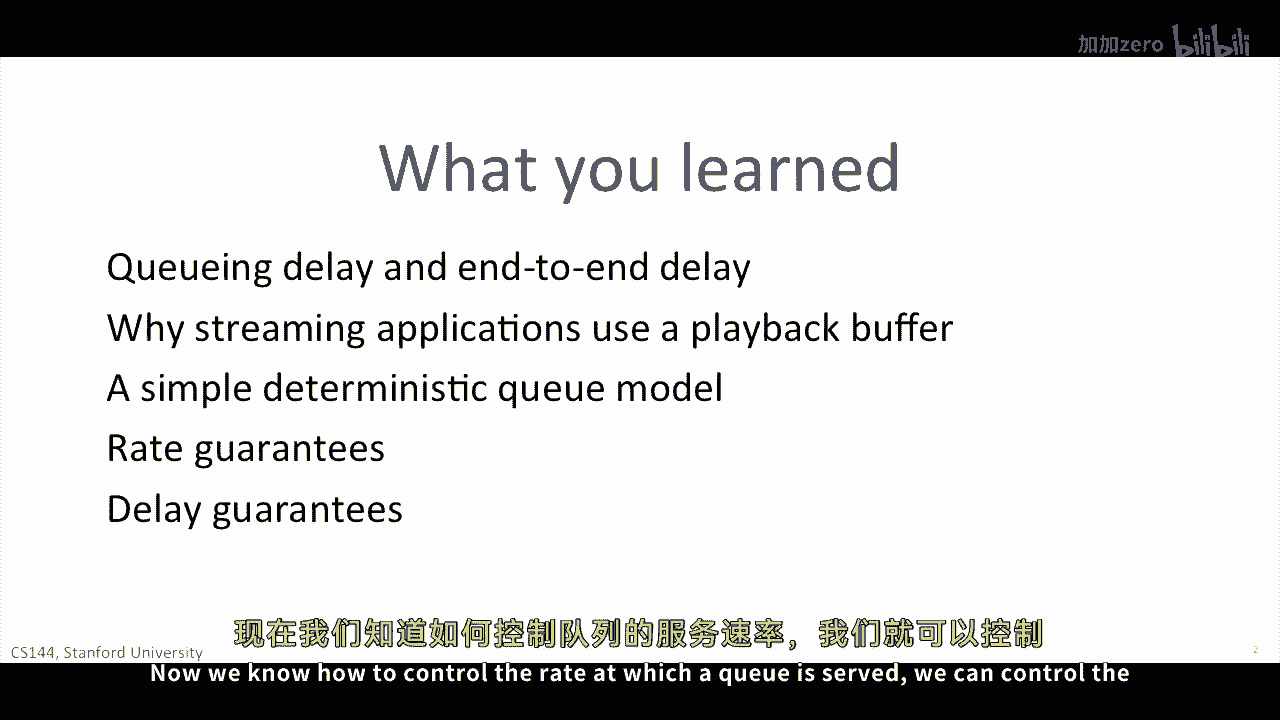 加加zero bilibili
What you learned
Queueing delay and end-to-end delay
Why streaming applications use a playback buffer
A simple deterministic queue model
Rate guarantees
Delay guarantees
现在我们知道如何控制队列的服务速率，我们就可以控制
CS144, Stanford University
2
Now we know how to control the rate at which a queue is served, we can control the